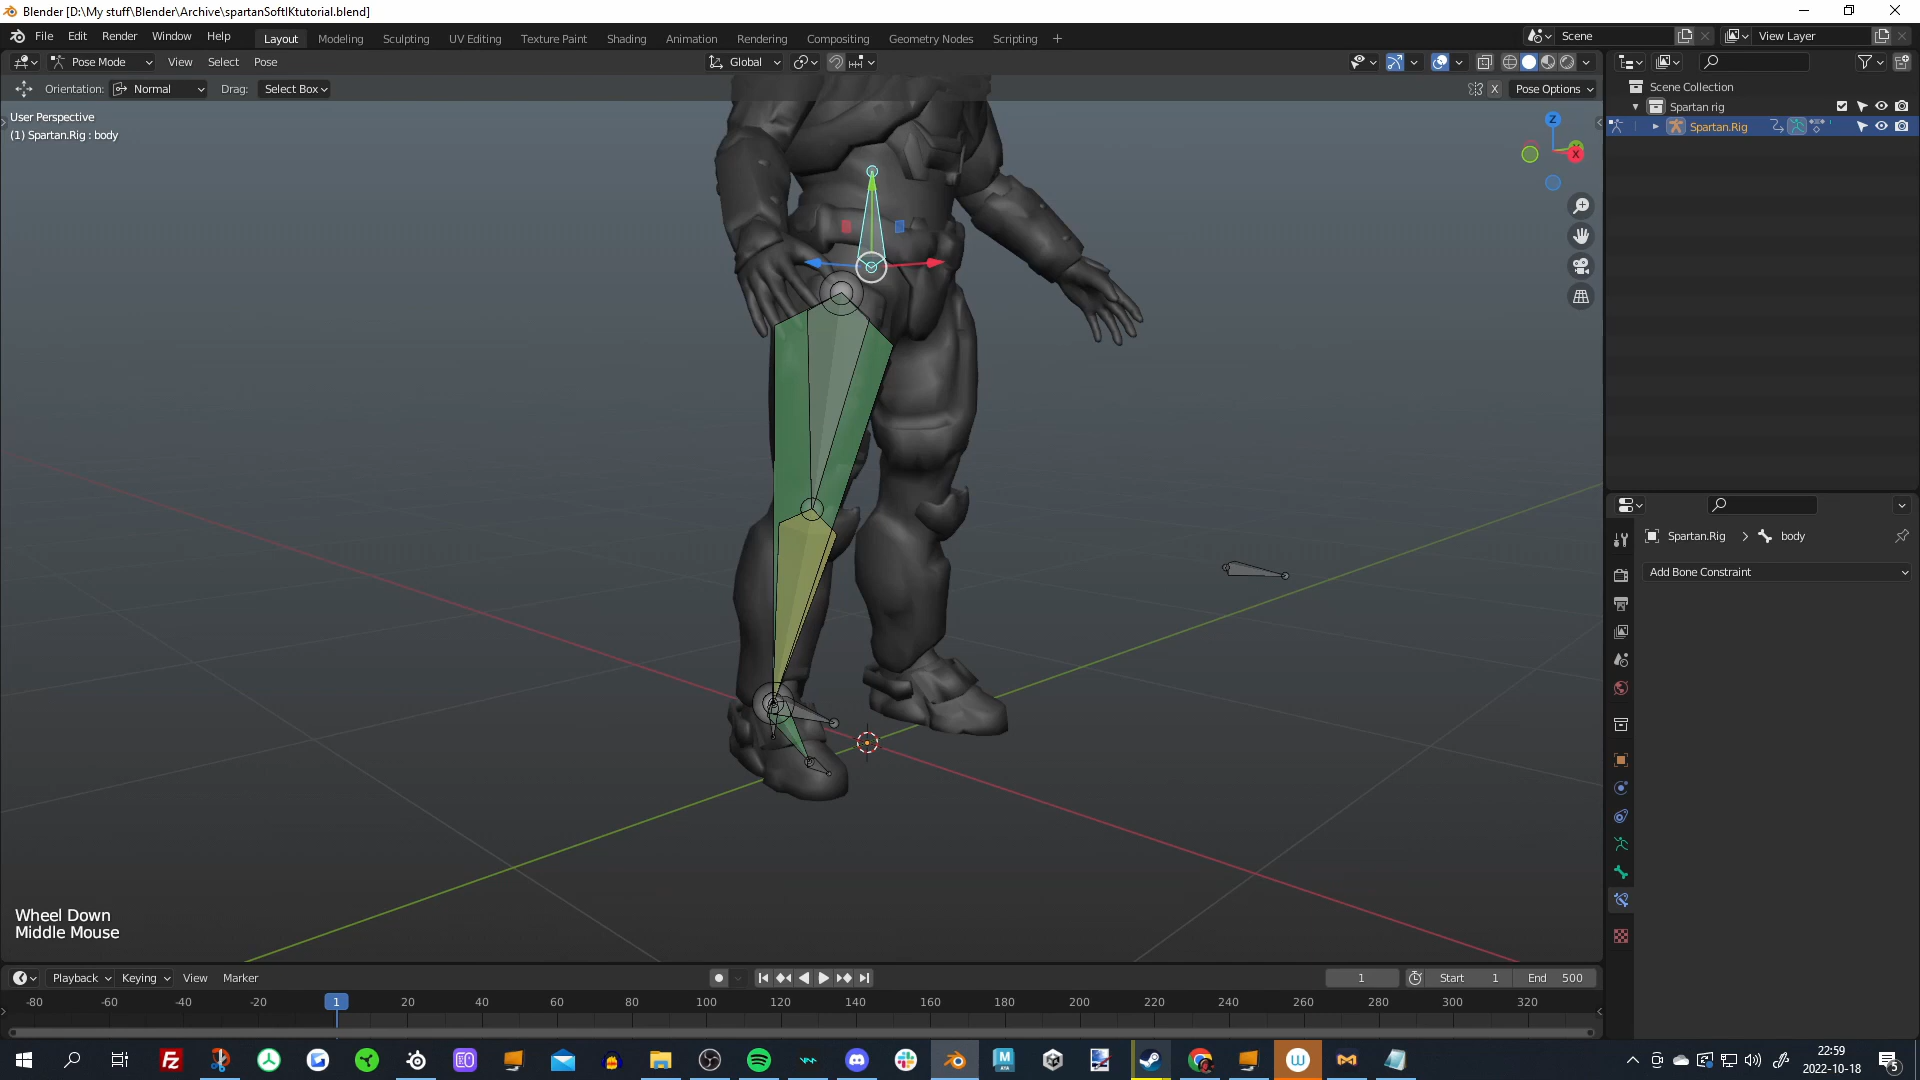 Blender [D:\My stuff\Blender\Archive\spartanSoftIKtutorial.blend]
File Edit Render Window Help Layout Modeling Sculpting UV Editing Texture Paint Shading Animation Rendering Compositing Geometry Nodes Scripting + Scene View Layer
Pose Mode View Select Pose Global
Orientation: Normal Drag: Select Box X Pose Options
Scene Collection
Spartan rig
Spartan.Rig
User Perspective
(1) Spartan.Rig : body
Z
X
Spartan.Rig > body
Add Bone Constraint
Wheel Down
Middle Mouse
Playback Keying View Marker 1 Start 1 End 500
-80 -60 -40 -20 1 20 40 60 80 100 120 140 160 180 200 220 240 260 280 300 320
22:59
2022-10-18
5